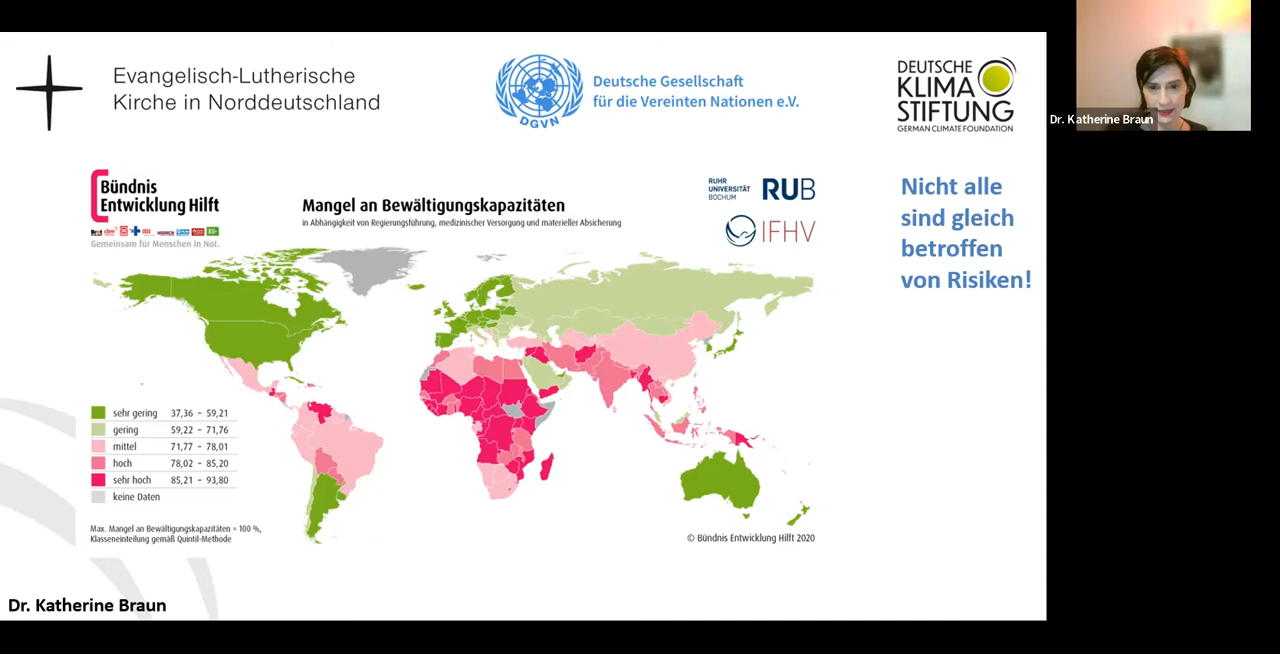 Evangelisch-Lutherische
Kirche in Norddeutschland
DGVN
Deutsche Gesellschaft
für die Vereinten Nationen e.V.
DEUTSCHE
KLIMA
STIFTUNG
GERMAN CLIMATE FOUNDATION
Dr. Katherine Braun
Bündnis
Entwicklung Hilft
Gemeinsam für Menschen in Not.
Mangel an Bewältigungskapazitäten
in Abhängigkeit von Regierungsführung, medizinischer Versorgung und materieller Absicherung
RUHR
UNIVERSITÄT
BOCHUM
RUB
IFHV
Nicht alle
sind gleich
betroffen
von Risiken!
sehr gering 37,36 – 59,21
gering 59,22 – 71,76
mittel 71,77 – 78,01
hoch 78,02 – 85,20
sehr hoch 85,21 – 93,80
keine Daten
Max. Mangel an Bewältigungskapazitäten = 100 %,
Klasseneinteilung gemäß Quintil-Methode
© Bündnis Entwicklung Hilft 2020
Dr. Katherine Braun